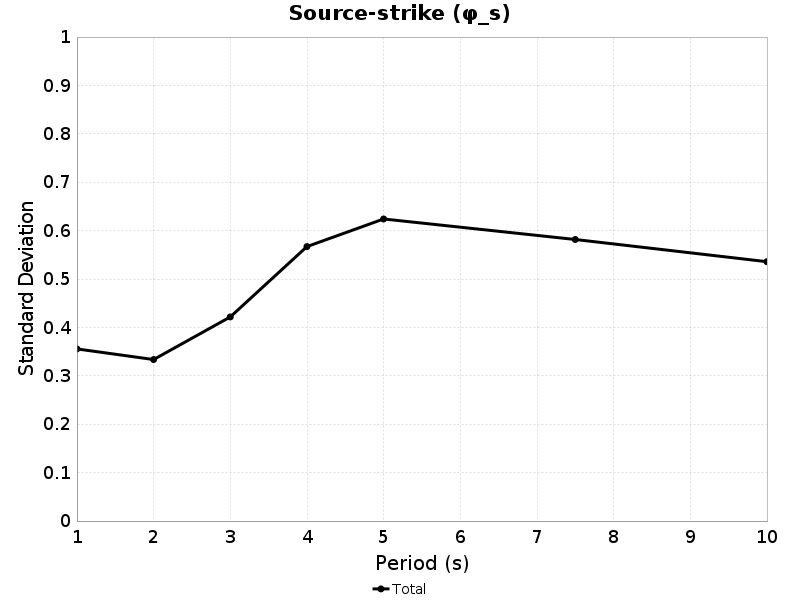 Source-strike (φ_s)
1
0.9
0.8
0.7
0.6
0.5
0.4
0.3
0.2
0.1
0
Standard Deviation
1 2 3 4 5 6 7 8 9 10
Period (s)
Total